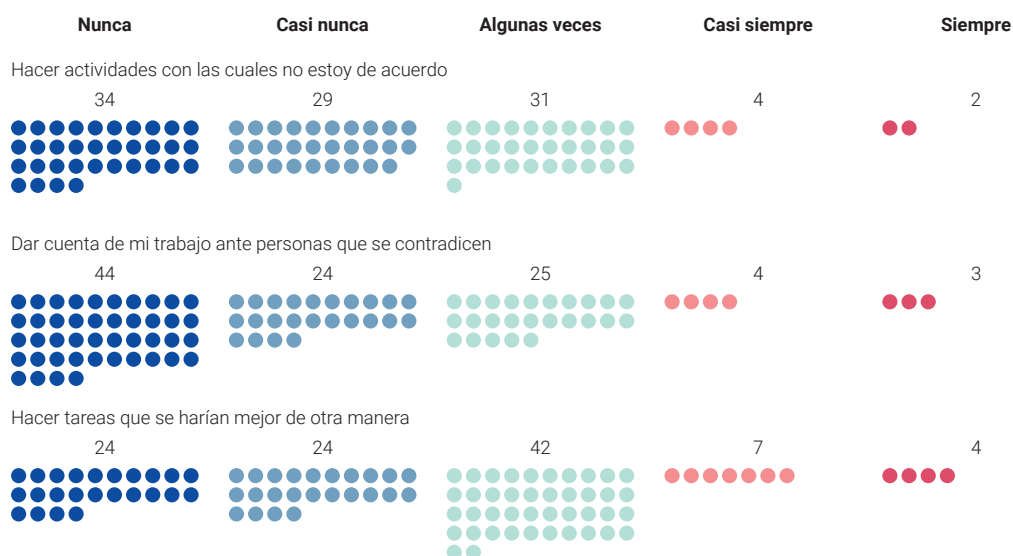 Nunca Casi nunca Algunas veces Casi siempre Siempre
Hacer actividades con las cuales no estoy de acuerdo
34 29 31 4 2
Dar cuenta de mi trabajo ante personas que se contradicen
44 24 25 4 3
Hacer tareas que se harían mejor de otra manera
24 24 42 7 4